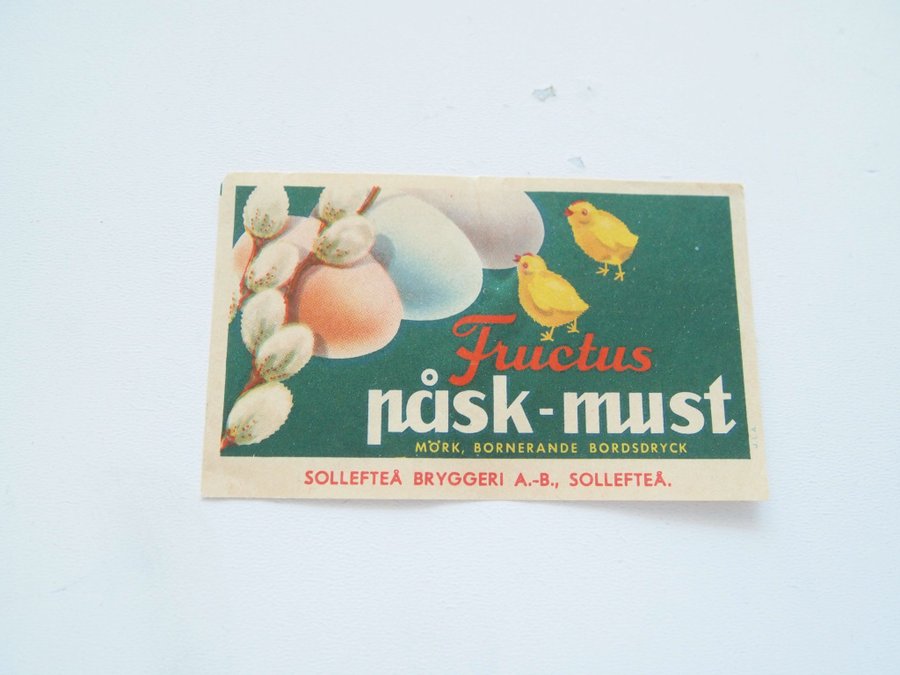 Fructus
påsk-must
MÖRK, BORNERANDE BORDSDRYCK
SOLLEFTEÅ BRYGGERI A.-B., SOLLEFTEÅ.
J.L.A.